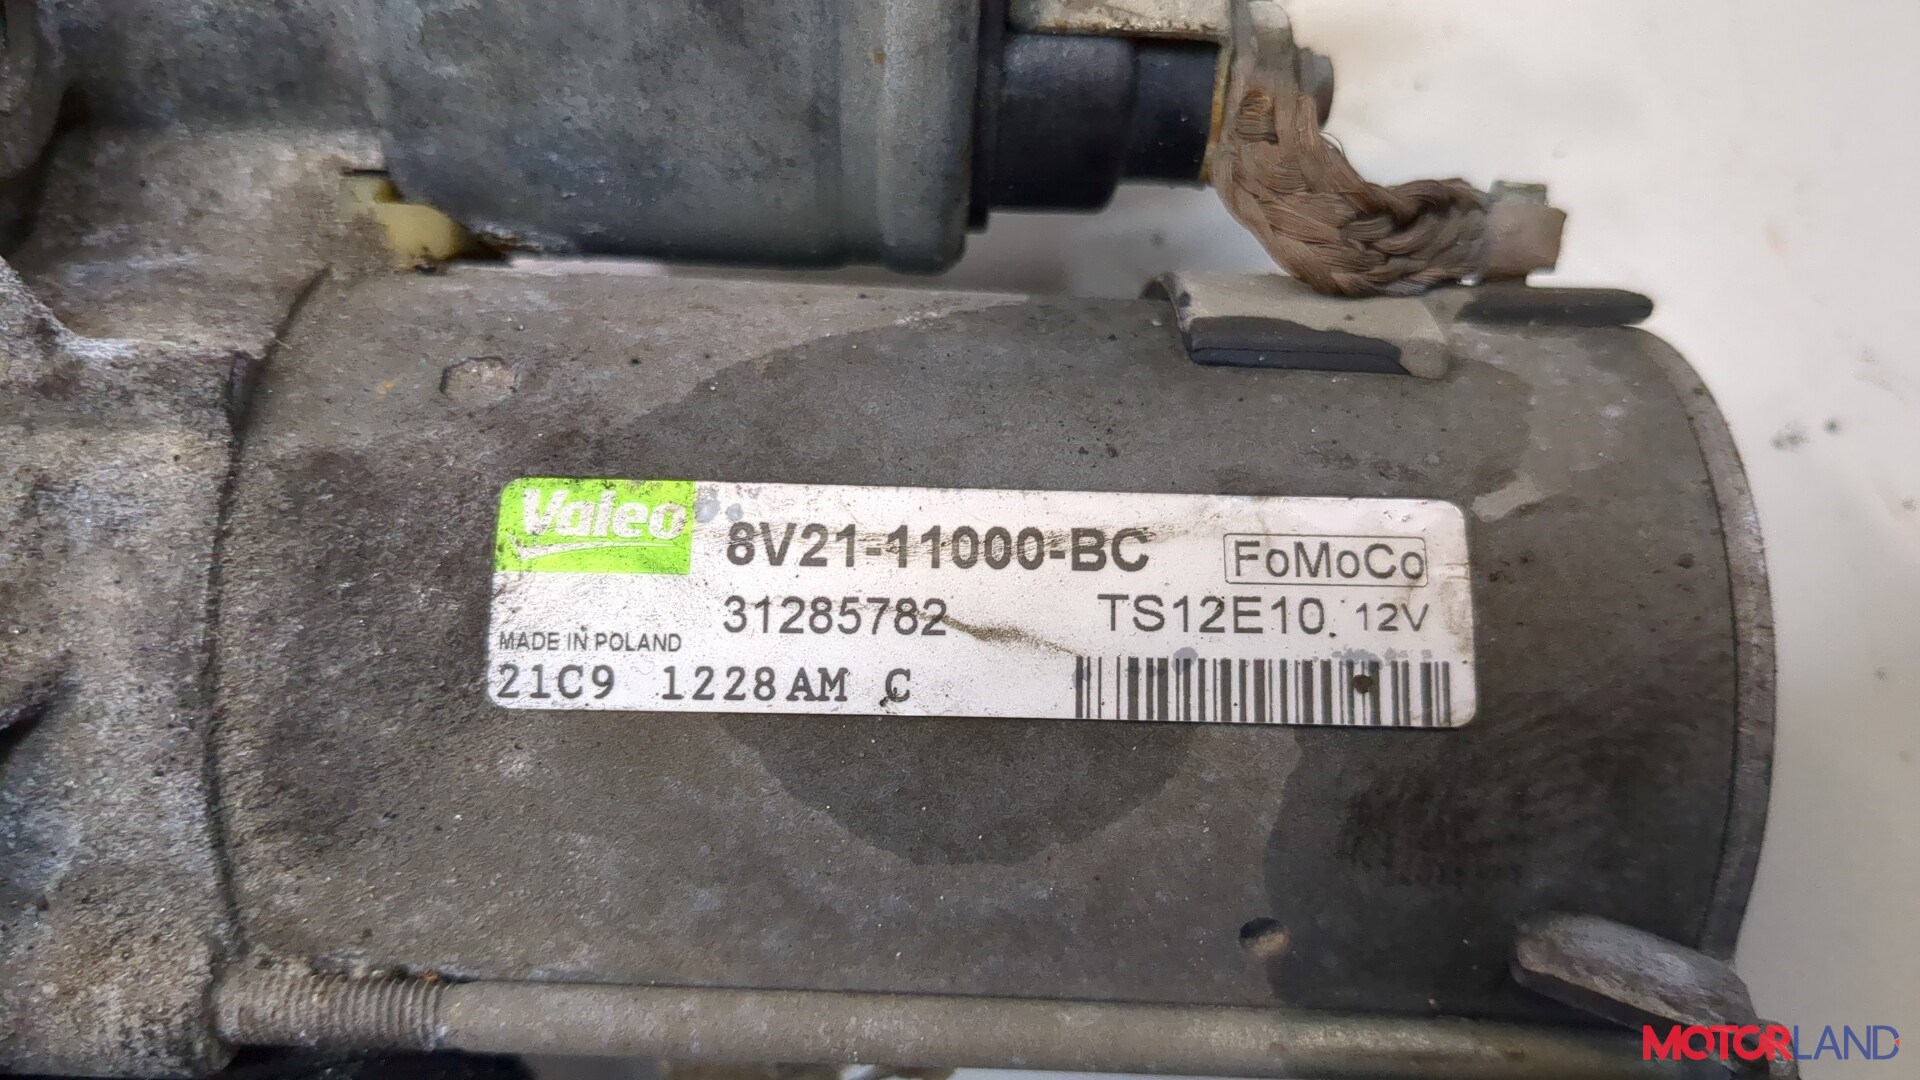 Valeo
8V21-11000-BC FoMoCo
31285782 TS12E10 12V
MADE IN POLAND
21C9 1228AM C
MOTORLAND